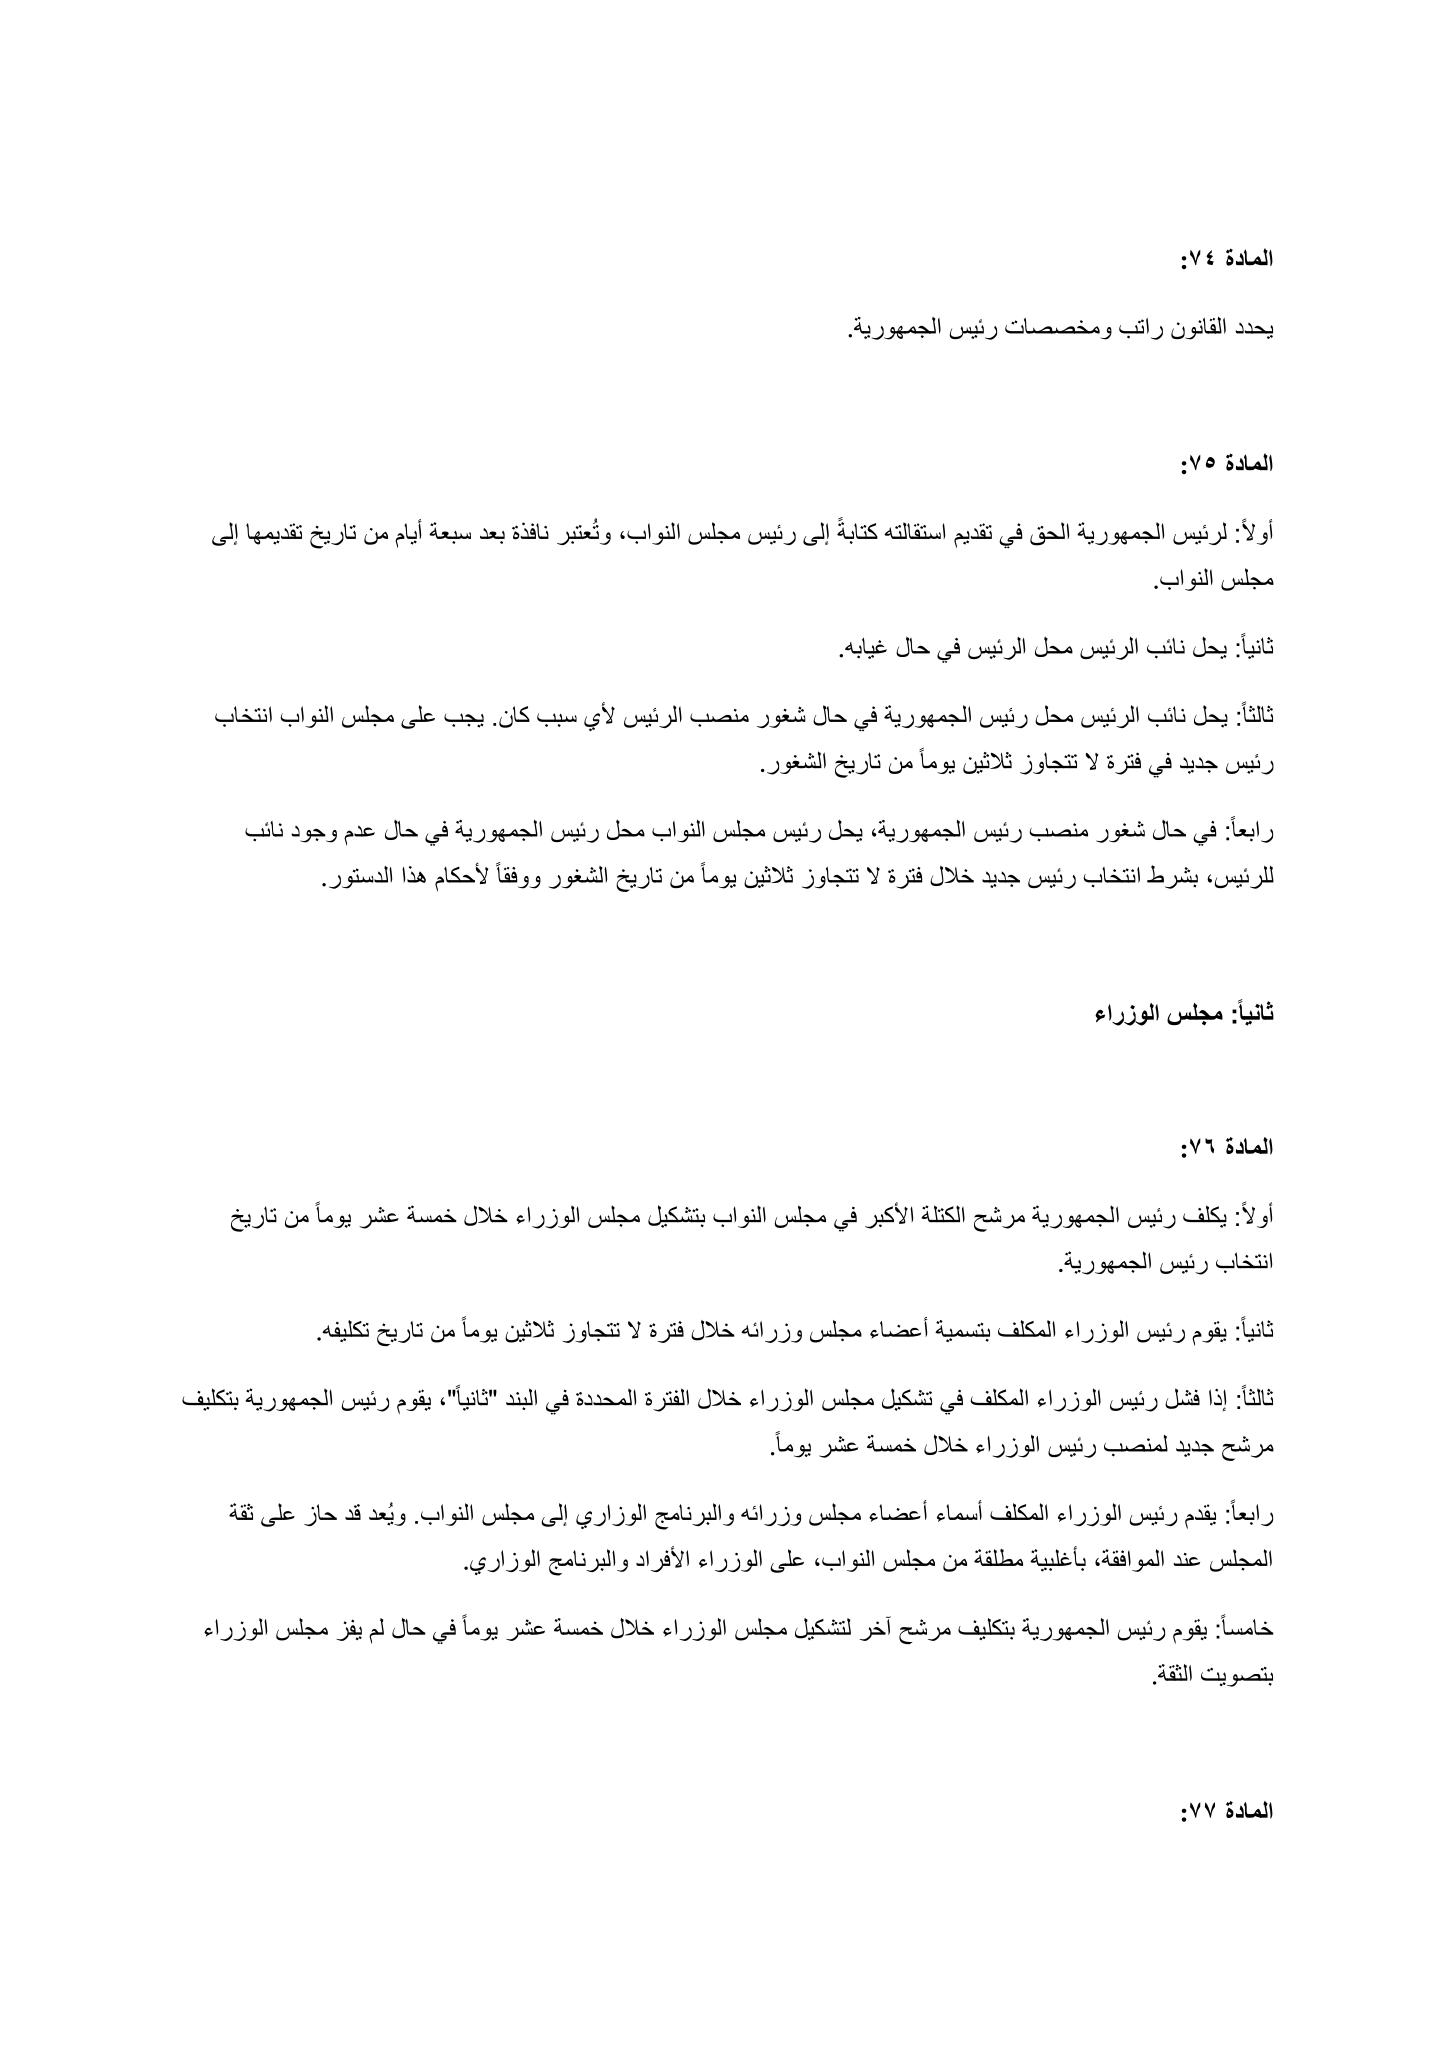 المادة ٧٤:
يحدد القانون راتب ومخصصات رئيس الجمهورية.
المادة ٧٥:
أولاً: لرئيس الجمهورية الحق في تقديم استقالته كتابةً إلى رئيس مجلس النواب، وتُعتبر نافذة بعد سبعة أيام من تاريخ تقديمها إلى
مجلس النواب.
ثانياً: يحل نائب الرئيس محل الرئيس في حال غيابه.
ثالثاً: يحل نائب الرئيس محل رئيس الجمهورية في حال شغور منصب الرئيس لأي سبب كان. يجب على مجلس النواب انتخاب
رئيس جديد في فترة لا تتجاوز ثلاثين يوماً من تاريخ الشغور.
رابعاً: في حال شغور منصب رئيس الجمهورية، يحل رئيس مجلس النواب محل رئيس الجمهورية في حال عدم وجود نائب
للرئيس، بشرط انتخاب رئيس جديد خلال فترة لا تتجاوز ثلاثين يوماً من تاريخ الشغور ووفقاً لأحكام هذا الدستور.
ثانياً: مجلس الوزراء
المادة ٧٦:
أولاً: يكلف رئيس الجمهورية مرشح الكتلة الأكبر في مجلس النواب بتشكيل مجلس الوزراء خلال خمسة عشر يوماً من تاريخ
انتخاب رئيس الجمهورية.
ثانياً: يقوم رئيس الوزراء المكلف بتسمية أعضاء مجلس وزرائه خلال فترة لا تتجاوز ثلاثين يوماً من تاريخ تكليفه.
ثالثاً: إذا فشل رئيس الوزراء المكلف في تشكيل مجلس الوزراء خلال الفترة المحددة في البند "ثانياً"، يقوم رئيس الجمهورية بتكليف
مرشح جديد لمنصب رئيس الوزراء خلال خمسة عشر يوماً.
رابعاً: يقدم رئيس الوزراء المكلف أسماء أعضاء مجلس وزرائه والبرنامج الوزاري إلى مجلس النواب. ويُعد قد حاز على ثقة
المجلس عند الموافقة، بأغلبية مطلقة من مجلس النواب، على الوزراء الأفراد والبرنامج الوزاري.
خامساً: يقوم رئيس الجمهورية بتكليف مرشح آخر لتشكيل مجلس الوزراء خلال خمسة عشر يوماً في حال لم يفز مجلس الوزراء
بتصويت الثقة.
المادة ٧٧: